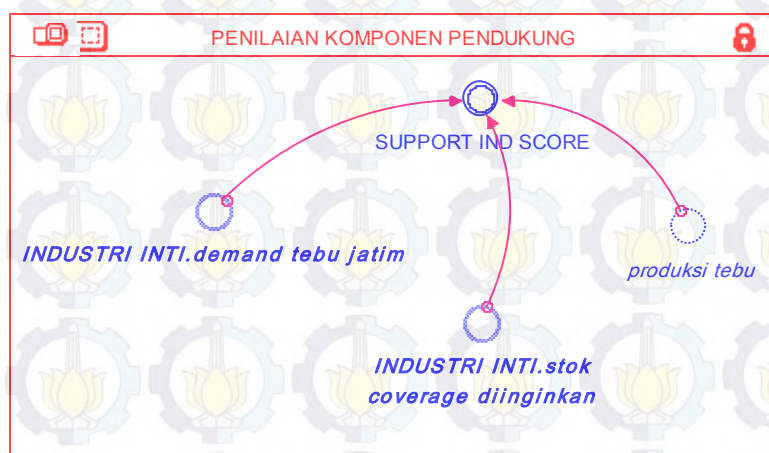 PENILAIAN KOMPONEN PENDUKUNG
SUPPORT IND SCORE
INDUSTRI INTI.demand tebu jatim
produksi tebu
INDUSTRI INTI.stok
coverage diinginkan